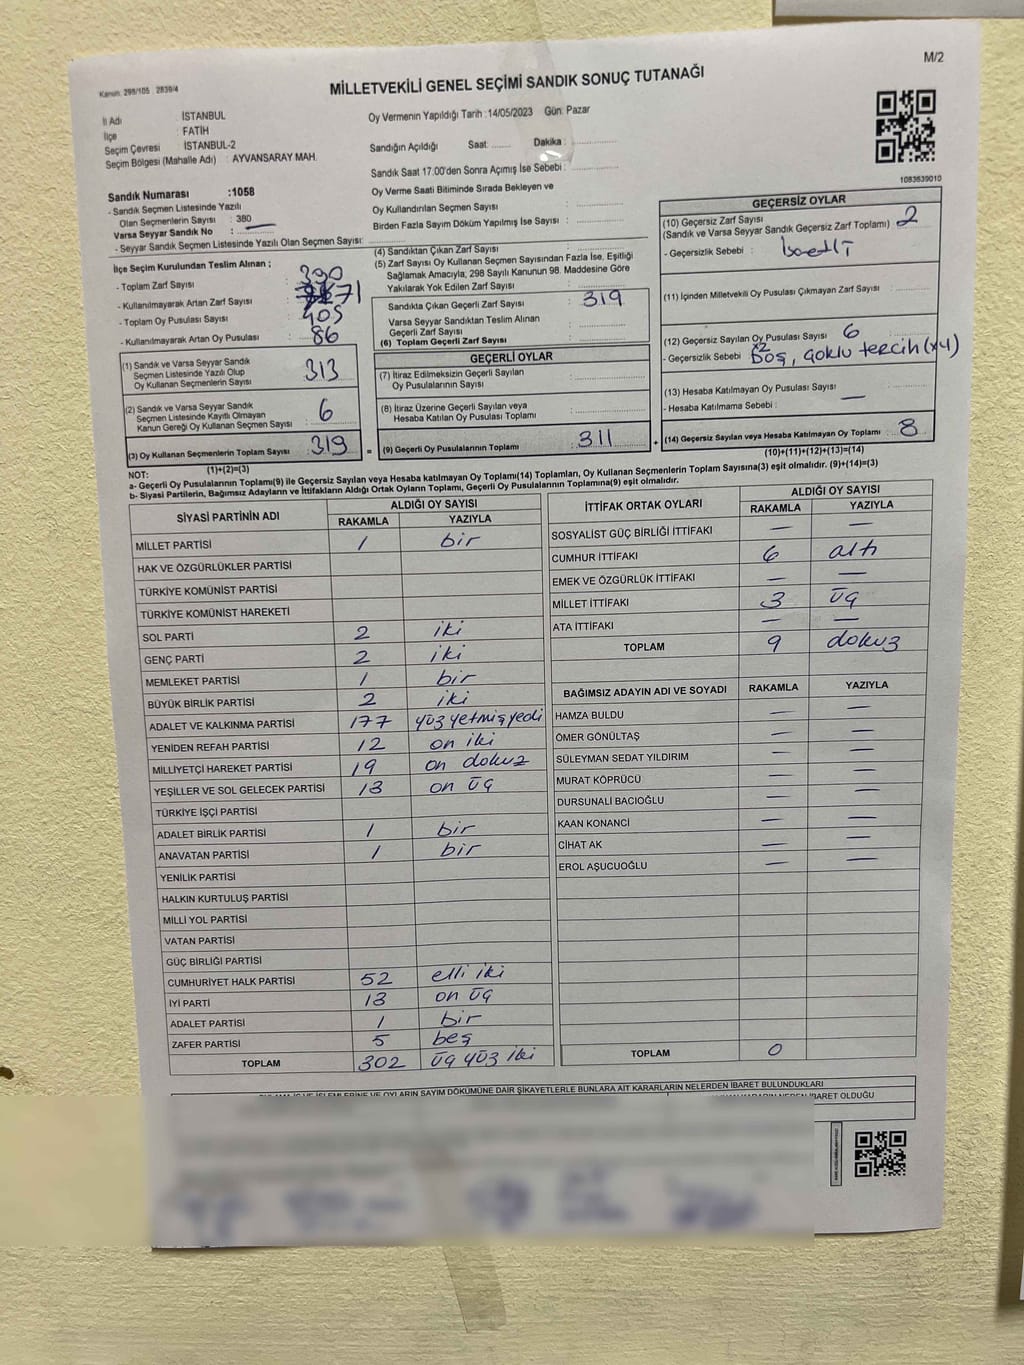 M/2
Kanun: 298/105 : 2839/4
MİLLETVEKİLİ GENEL SEÇİMİ SANDIK SONUÇ TUTANAĞI
İl Adı İSTANBUL
İlçe : FATİH
Seçim Çevresi : İSTANBUL-2
Seçim Bölgesi (Mahalle Adı) : AYVANSARAY MAH.
Oy Vermenin Yapıldığı Tarih :14/05/2023 Gün: Pazar
Sandığın Açıldığı Saat: ....... Dakika : ...............
Sandık Saat 17.00'den Sonra Açımış İse Sebebi : ...............
Oy Verme Saati Bitiminde Sırada Bekleyen ve
Oy Kullandırılan Seçmen Sayısı : ...............
Birden Fazla Sayım Döküm Yapılmış İse Sayısı : ...............
1083639010
Sandık Numarası :1058
- Sandık Seçmen Listesinde Yazılı
Olan Seçmenlerin Sayısı : 380
Varsa Seyyar Sandık No : —
- Seyyar Sandık Seçmen Listesinde Yazılı Olan Seçmen Sayısı: ...............
İlçe Seçim Kurulundan Teslim Alınan ;
- Toplam Zarf Sayısı : 390
- Kullanılmayarak Artan Zarf Sayısı : 71
- Toplam Oy Pusulası Sayısı : 405
- Kullanılmayarak Artan Oy Pusulası : 86
(1) Sandık ve Varsa Seyyar Sandık
Seçmen Listesinde Yazılı Olup
Oy Kullanan Seçmenlerin Sayısı : 313
(2) Sandık ve Varsa Seyyar Sandık
Seçmen Listesinde Kayıtlı Olmayan
Kanun Gereği Oy Kullanan Seçmen Sayısı : 6
(3) Oy Kullanan Seçmenlerin Toplam Sayısı : 319
(1)+(2)=(3)
(4) Sandıktan Çıkan Zarf Sayısı : ...............
(5) Zarf Sayısı Oy Kullanan Seçmen Sayısından Fazla İse, Eşitliği
Sağlamak Amacıyla, 298 Sayılı Kanunun 98. Maddesine Göre
Yakılarak Yok Edilen Zarf Sayısı : ...............
Sandıkta Çıkan Geçerli Zarf Sayısı : 319
Varsa Seyyar Sandıktan Teslim Alınan
Geçerli Zarf Sayısı : ...............
(6) Toplam Geçerli Zarf Sayısı : ...............
GEÇERLİ OYLAR
(7) İtiraz Edilmeksizin Geçerli Sayılan
Oy Pusulalarının Sayısı : ...............
(8) İtiraz Üzerine Geçerli Sayılan veya
Hesaba Katılan Oy Pusulası Toplamı : ...............
= (9) Geçerli Oy Pusulalarının Toplamı : 311 +
GEÇERSİZ OYLAR
(10) Geçersiz Zarf Sayısı
(Sandık ve Varsa Seyyar Sandık Geçersiz Zarf Toplamı) : 2
- Geçersizlik Sebebi :
(11) İçinden Milletvekili Oy Pusulası Çıkmayan Zarf Sayısı : ...............
(12) Geçersiz Sayılan Oy Pusulası Sayısı : 6
- Geçersizlik Sebebi : x2 Boş, Çoklu tercih (x4)
(13) Hesaba Katılmayan Oy Pusulası Sayısı : ...............
- Hesaba Katılmama Sebebi : —
(14) Geçersiz Sayılan veya Hesaba Katılmayan Oy Toplamı : 8
(10)+(11)+(12)+(13)=(14)
NOT:
a- Geçerli Oy Pusulalarının Toplamı(9) ile Geçersiz Sayılan veya Hesaba katılmayan Oy Toplamı(14) Toplamları, Oy Kullanan Seçmenlerin Toplam Sayısına(3) eşit olmalıdır. (9)+(14)=(3)
b- Siyasi Partilerin, Bağımsız Adayların ve İttifakların Aldığı Ortak Oyların Toplamı, Geçerli Oy Pusulalarının Toplamına(9) eşit olmalıdır.
SİYASİ PARTİNİN ADI ALDIĞI OY SAYISI
RAKAMLA YAZIYLA
MİLLET PARTİSİ 1 bir
HAK VE ÖZGÜRLÜKLER PARTİSİ
TÜRKİYE KOMÜNİST PARTİSİ
TÜRKİYE KOMÜNİST HAREKETİ
SOL PARTİ 2 iki
GENÇ PARTİ 2 iki
MEMLEKET PARTİSİ 1 bir
BÜYÜK BİRLİK PARTİSİ 2 iki
ADALET VE KALKINMA PARTİSİ 177 yüz yetmiş yedi
YENİDEN REFAH PARTİSİ 12 on iki
MİLLİYETÇİ HAREKET PARTİSİ 19 on dokuz
YEŞİLLER VE SOL GELECEK PARTİSİ 13 on üç
TÜRKİYE İŞÇİ PARTİSİ
ADALET BİRLİK PARTİSİ 1 bir
ANAVATAN PARTİSİ 1 bir
YENİLİK PARTİSİ
HALKIN KURTULUŞ PARTİSİ
MİLLİ YOL PARTİSİ
VATAN PARTİSİ
GÜÇ BİRLİĞİ PARTİSİ
CUMHURİYET HALK PARTİSİ 52 elli iki
İYİ PARTİ 13 on üç
ADALET PARTİSİ 1 bir
ZAFER PARTİSİ 5 beş
TOPLAM 302 üç yüz iki
İTTİFAK ORTAK OYLARI ALDIĞI OY SAYISI
RAKAMLA YAZIYLA
SOSYALİST GÜÇ BİRLİĞİ İTTİFAKI — —
CUMHUR İTTİFAKI 6 altı
EMEK VE ÖZGÜRLÜK İTTİFAKI — —
MİLLET İTTİFAKI 3 üç
ATA İTTİFAKI — —
TOPLAM 9 dokuz
BAĞIMSIZ ADAYIN ADI VE SOYADI RAKAMLA YAZIYLA
HAMZA BULDU — —
ÖMER GÖNÜLTAŞ — —
SÜLEYMAN SEDAT YILDIRIM — —
MURAT KÖPRÜCÜ — —
DURSUNALİ BACIOĞLU — —
KAAN KONANCİ — —
CİHAT AK — —
EROL AŞUCUOĞLU — —
TOPLAM 0
İŞLEMLERİNE VE OYLARIN SAYIM DÖKÜMÜNE DAİR ŞİKAYETLERLE BUNLARA AİT KARARLARIN NELERDEN İBARET BULUNDUKLARI
İBARET OLDUĞU